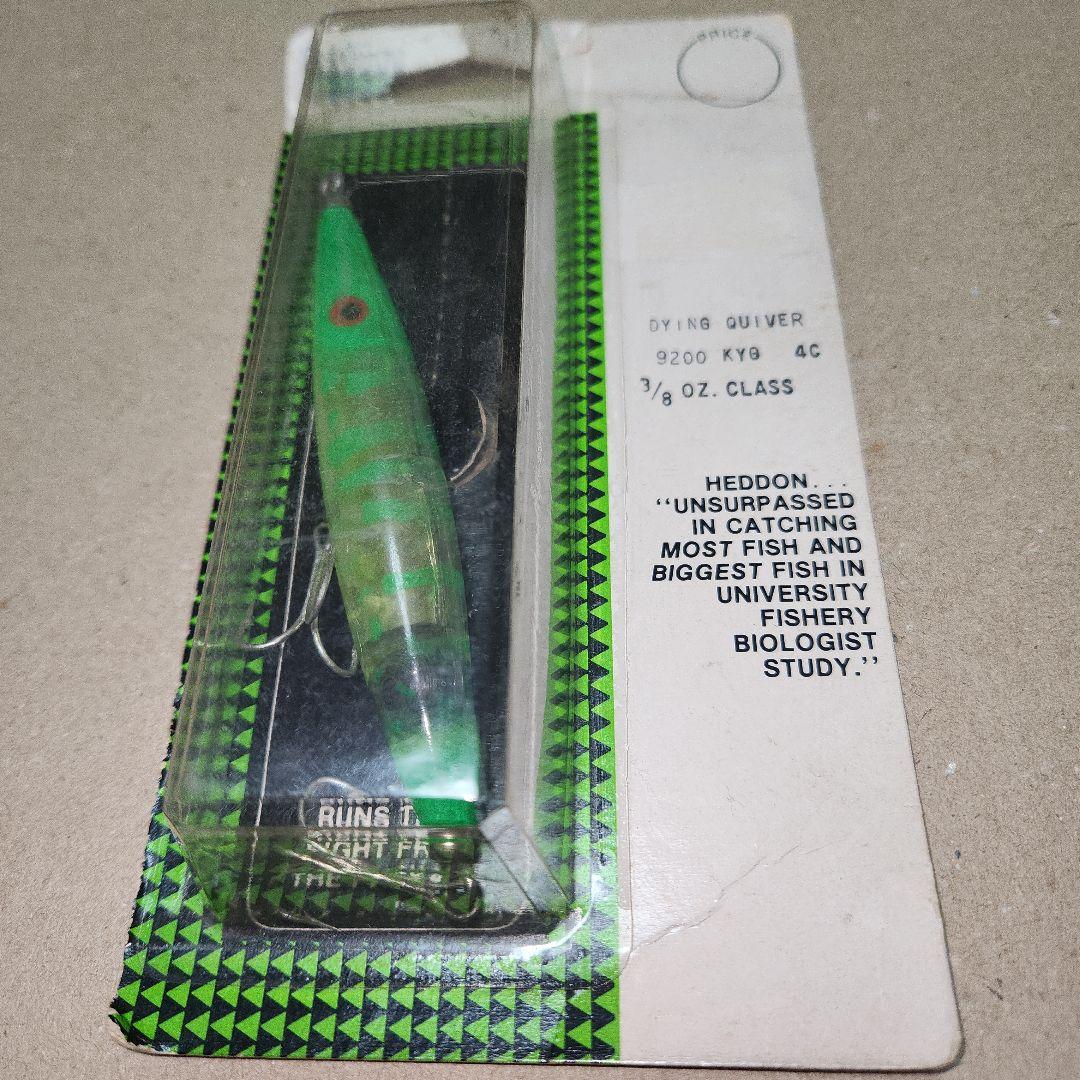 PRICE
DYING QUIVER
9200 KYG 4C
3/8 OZ. CLASS
HEDDON...
“UNSURPASSED
IN CATCHING
MOST FISH AND
BIGGEST FISH IN
UNIVERSITY
FISHERY
BIOLOGIST
STUDY.”
RUNS
THE